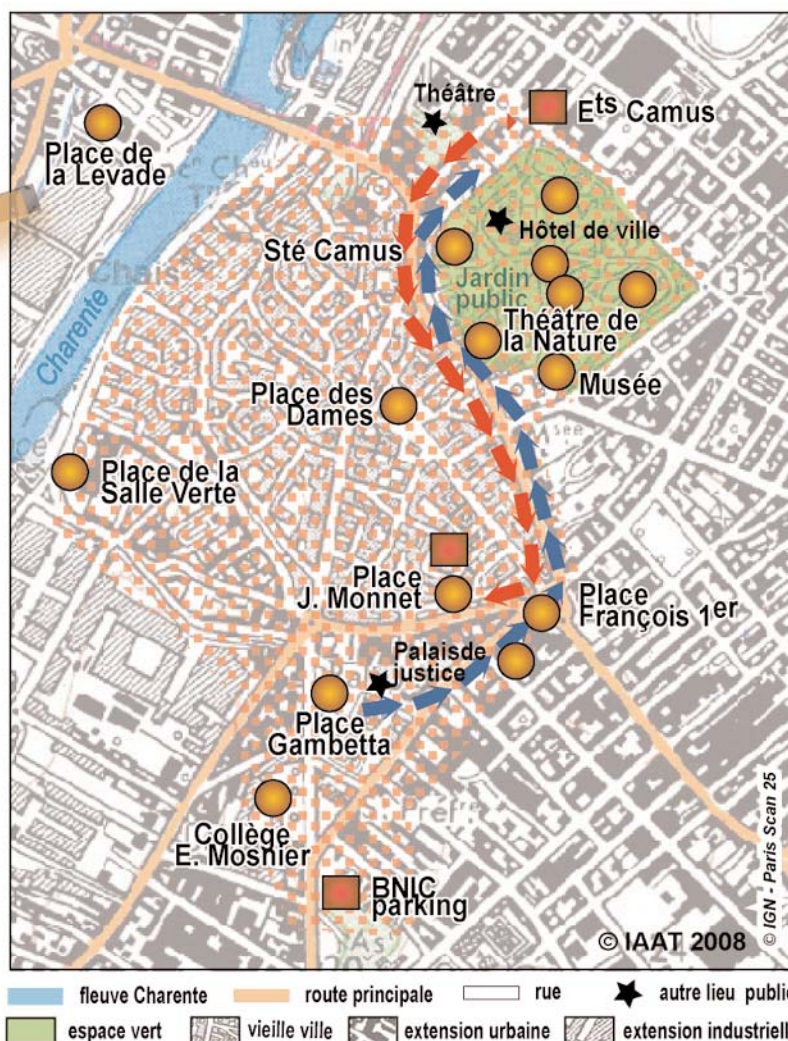 Théâtre
Ets Camus
Place de
la Levade
Hôtel de ville
Sté Camus
Chais
Jardin
public
32
Charente
Théâtre de
la Nature
Musée
Place des
Dames
Place de la
Salle Verte
Place
J. Monnet
Place
François 1er
Palaisde
justice
Place
Gambetta
Collège
E. Mosnier
BNIC
parking
© IGN - Paris Scan 25
© IAAT 2008
fleuve Charente route principale rue autre lieu public
espace vert vieille ville extension urbaine extension industriell